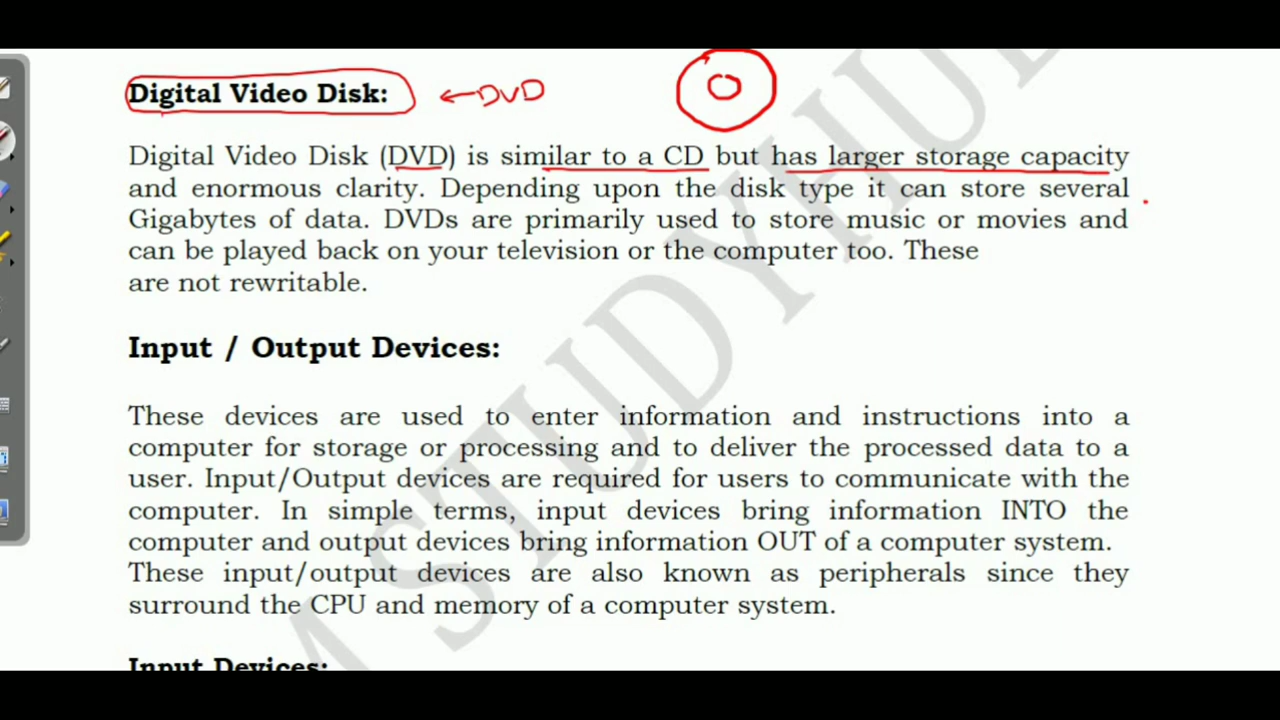 Digital Video Disk: ←DVD
Digital Video Disk (DVD) is similar to a CD but has larger storage capacity
and enormous clarity. Depending upon the disk type it can store several
Gigabytes of data. DVDs are primarily used to store music or movies and
can be played back on your television or the computer too. These
are not rewritable.
Input / Output Devices:
These devices are used to enter information and instructions into a
computer for storage or processing and to deliver the processed data to a
user. Input/Output devices are required for users to communicate with the
computer. In simple terms, input devices bring information INTO the
computer and output devices bring information OUT of a computer system.
These input/output devices are also known as peripherals since they
surround the CPU and memory of a computer system.
Input Devices:
M STUDYHUB